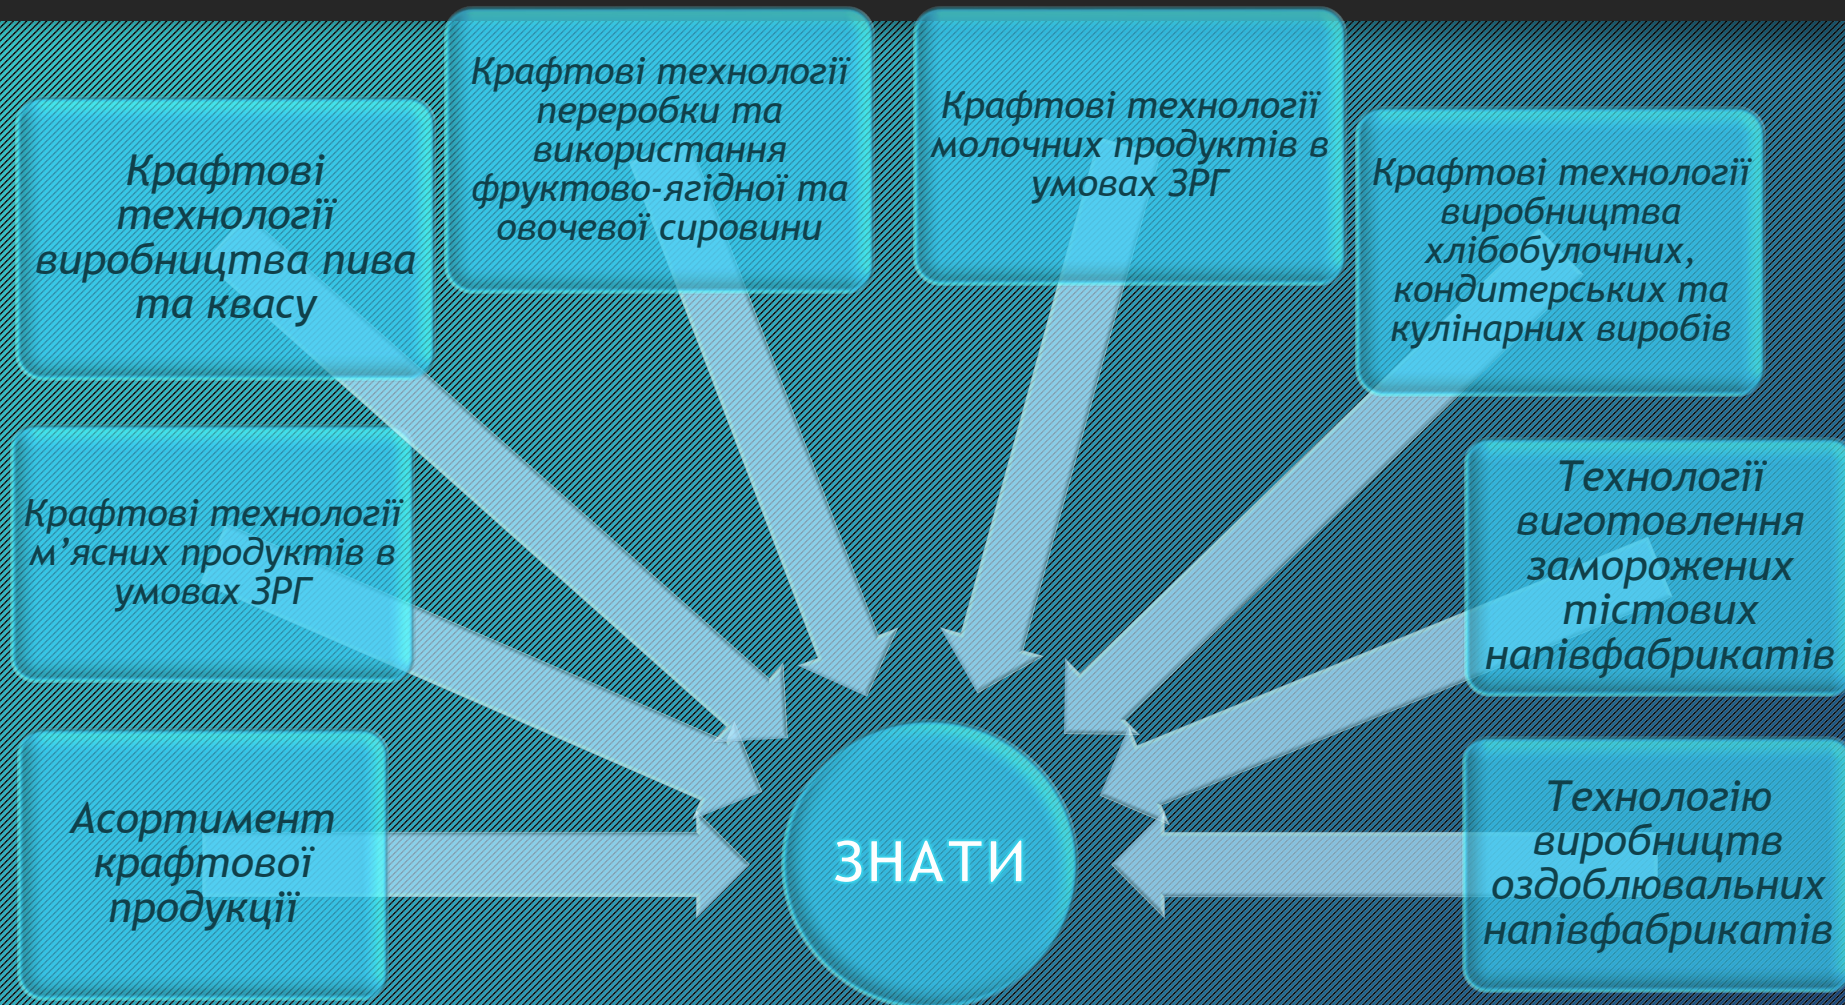 Крафтові технології
переробки та
використання
фруктово-ягідної та
овочевої сировини
Крафтові технології
молочних продуктів в
умовах ЗРГ
Крафтові
технології
виробництва пива
та квасу
Крафтові технології
виробництва
хлібобулочних,
кондитерських та
кулінарних виробів
Крафтові технології
м’ясних продуктів в
умовах ЗРГ
Технології
виготовлення
заморожених
тістових
напівфабрикатів
Асортимент
крафтової
продукції
ЗНАТИ
Технологію
виробництв
оздоблювальних
напівфабрикатів